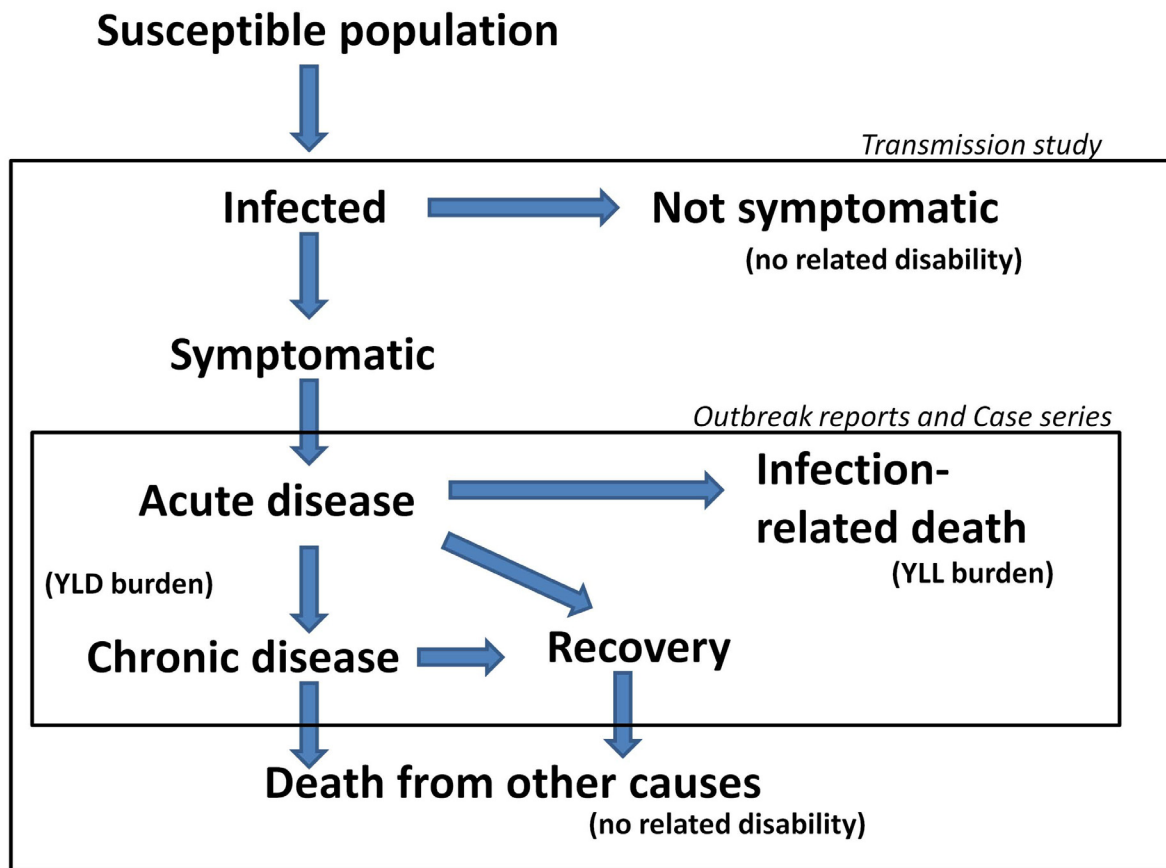 Susceptible population
Transmission study
Infected
Not symptomatic
(no related disability)
Symptomatic
Outbreak reports and Case series
Acute disease
Infection-
related death
(YLL burden)
(YLD burden)
Chronic disease
Recovery
Death from other causes
(no related disability)